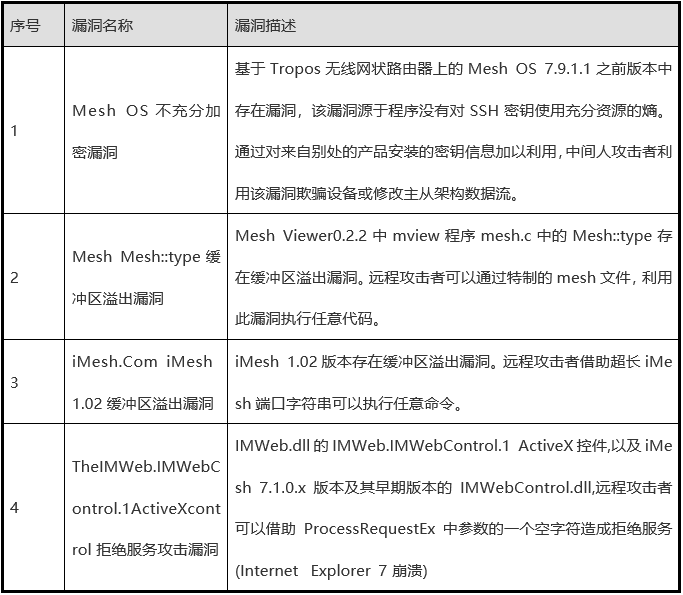 序号
漏洞名称
漏洞描述
1
Mesh OS 不充分加
密漏洞
基于 Tropos 无线网状路由器上的 Mesh OS 7.9.1.1 之前版本中
存在漏洞，该漏洞源于程序没有对 SSH 密钥使用充分资源的熵。
通过对来自别处的产品安装的密钥信息加以利用,中间人攻击者利
用该漏洞欺骗设备或修改主从架构数据流。
2
Mesh Mesh::type 缓
冲区溢出漏洞
Mesh Viewer0.2.2 中 mview 程序 mesh.c 中的 Mesh::type 存
在缓冲区溢出漏洞。远程攻击者可以通过特制的 mesh 文件，利用
此漏洞执行任意代码。
3
iMesh.Com iMesh
1.02 缓冲区溢出漏洞
iMesh 1.02 版本存在缓冲区溢出漏洞。远程攻击者借助超长 iMe
sh 端口字符串可以执行任意命令。
4
TheIMWeb.IMWebC
ontrol.1ActiveXcont
rol 拒绝服务攻击漏洞
IMWeb.dll 的 IMWeb.IMWebControl.1 ActiveX 控件,以及 iMe
sh 7.1.0.x 版本及其早期版本的 IMWebControl.dll,远程攻击者
可以借助 ProcessRequestEx 中参数的一个空字符造成拒绝服务
(Internet Explorer 7 崩溃)